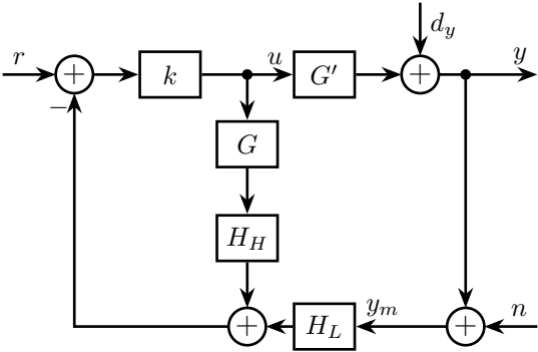 d_y
r + k u G′ + y
−
G
H_H
+ H_L y_m + n